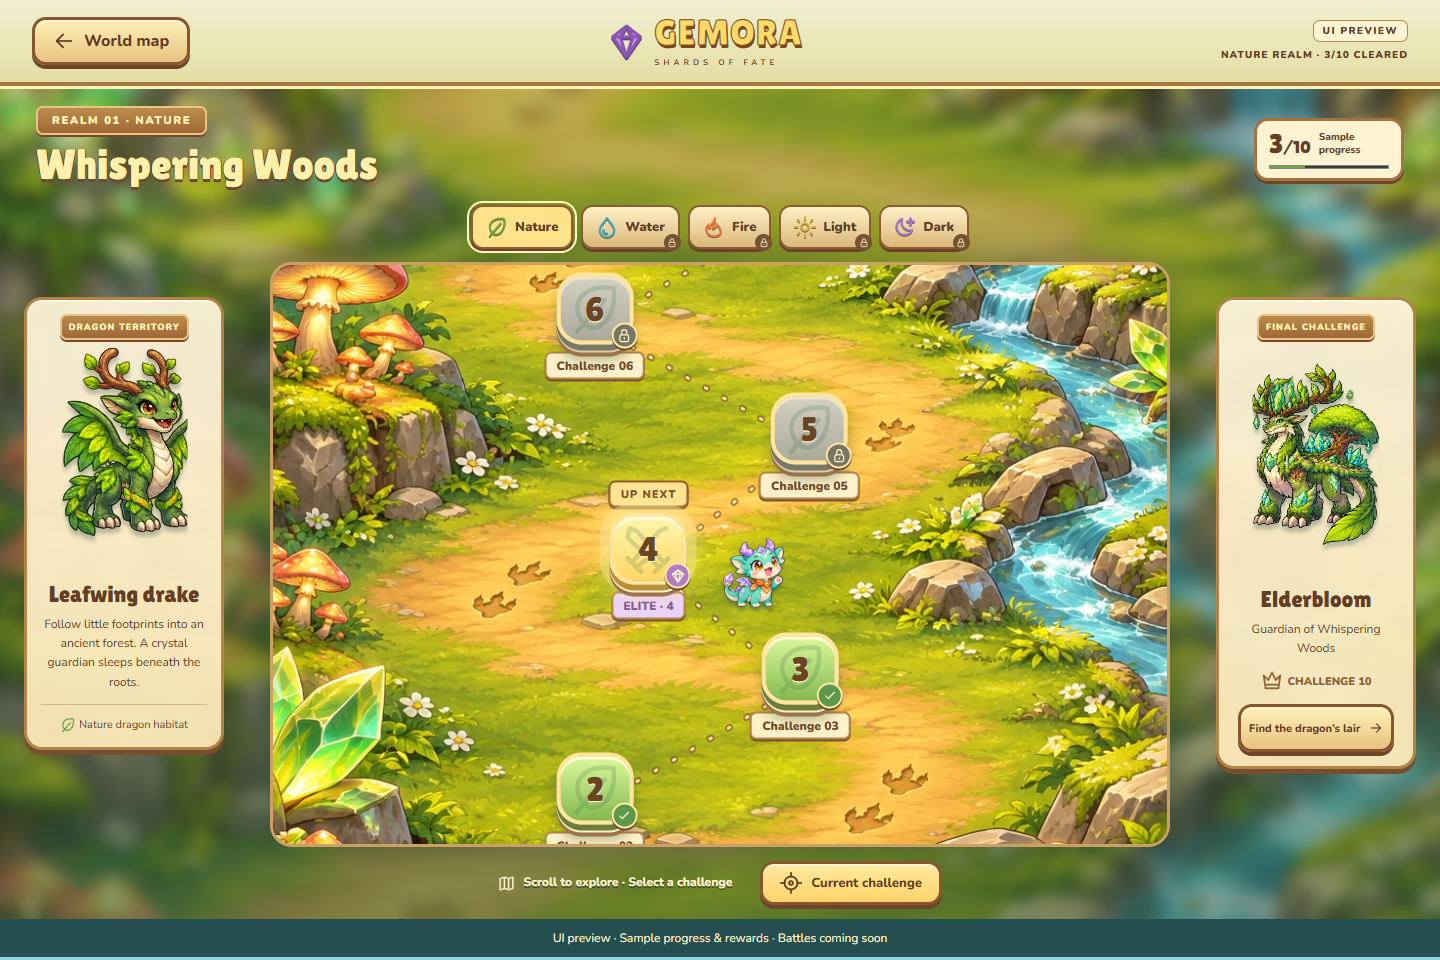 World map
GEMORA
SHARDS OF FATE
UI PREVIEW
NATURE REALM · 3/10 CLEARED
REALM 01 · NATURE
Whispering Woods
3/10 Sample progress
Nature
Water
Fire
Light
Dark
DRAGON TERRITORY
Leafwing drake
Follow little footprints into an
ancient forest. A crystal
guardian sleeps beneath the
roots.
Nature dragon habitat
6
Challenge 06
5
Challenge 05
UP NEXT
4
ELITE · 4
3
Challenge 03
2
FINAL CHALLENGE
Elderbloom
Guardian of Whispering
Woods
CHALLENGE 10
Find the dragon's lair
Scroll to explore · Select a challenge
Current challenge
UI preview · Sample progress & rewards · Battles coming soon